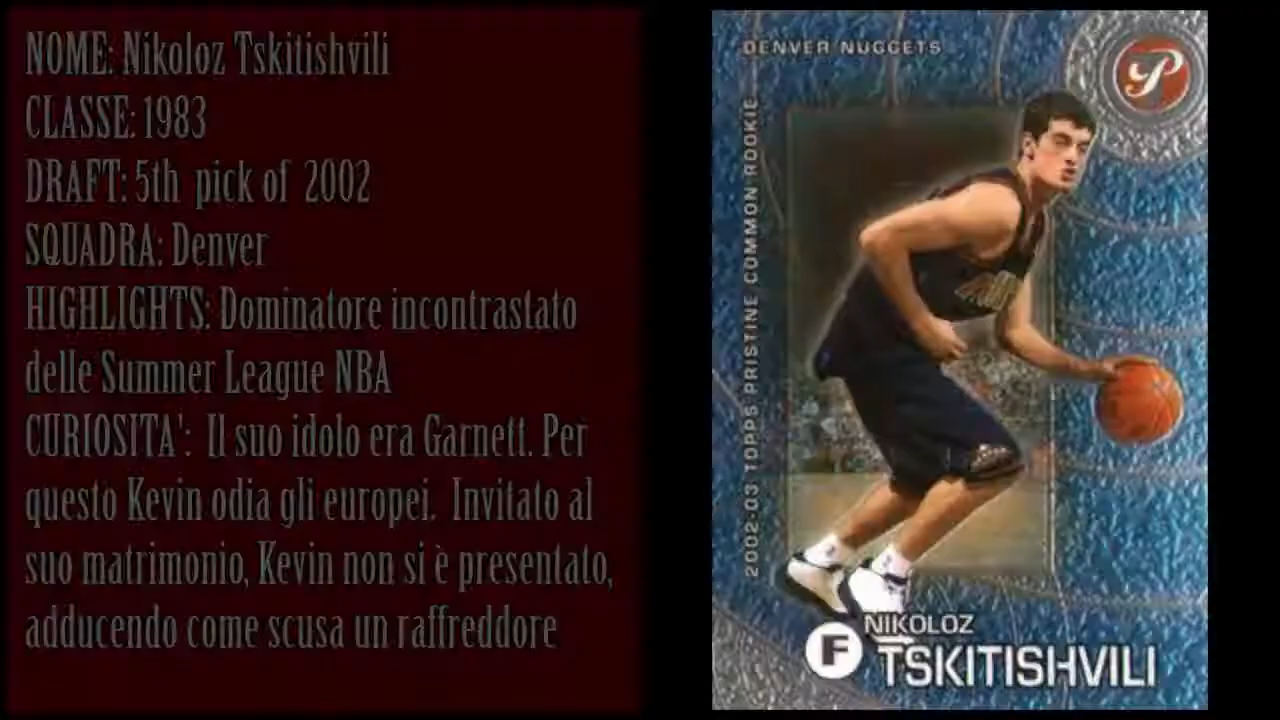 NOME: Nikoloz Tskitishvili
CLASSE: 1983
DRAFT: 5th pick of 2002
SQUADRA: Denver
HIGHLIGHTS: Dominatore incontrastato
delle Summer League NBA
CURIOSITA': Il suo idolo era Garnett. Per
questo Kevin odia gli europei. Invitato al
suo matrimonio, Kevin non si è presentato,
adducendo come scusa un raffreddore
DENVER NUGGETS
P
2002-03 TOPPS PRISTINE COMMON ROOKIE
F
NIKOLOZ
TSKITISHVILI